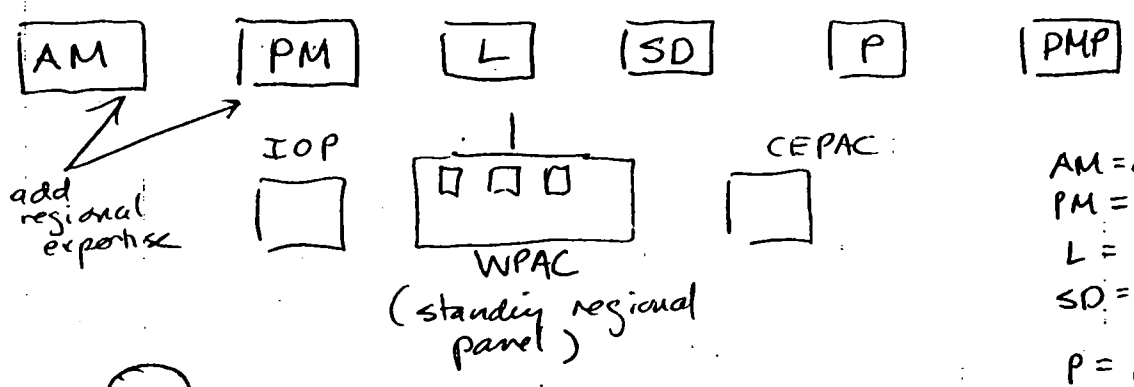 AM PM L SD P PMP
IOP CEPAC
add
regional
expertise
WPAC
(standing regional
panel)
AM =
PM =
L =
SD =
P =